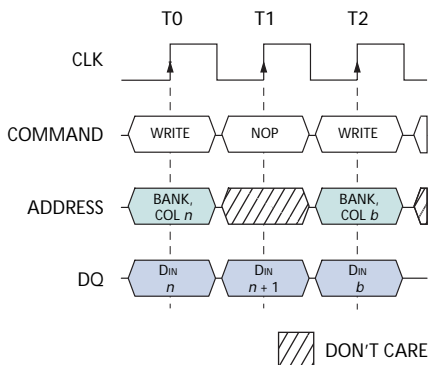 T0 T1 T2
CLK
COMMAND WRITE NOP WRITE
ADDRESS BANK, COL n BANK, COL b
DQ DIN n DIN n + 1 DIN b
DON'T CARE